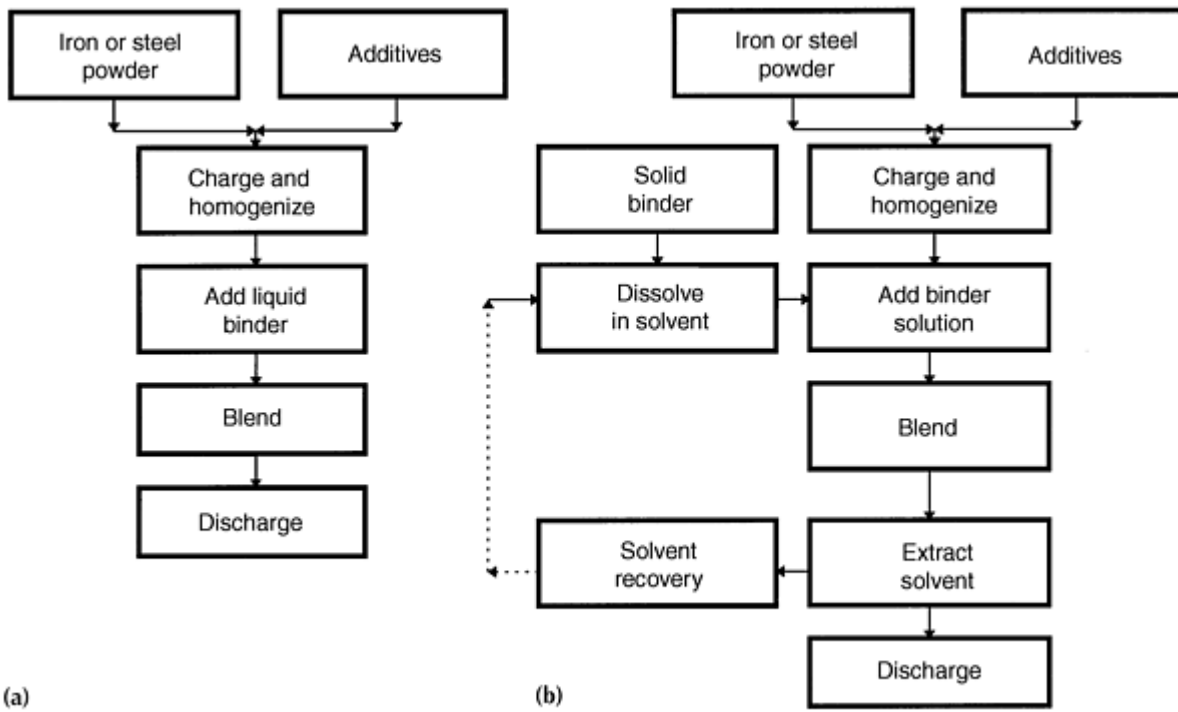 Iron or steel
powder
Additives
Charge and
homogenize
Add liquid
binder
Blend
Discharge
(a)
Iron or steel
powder
Additives
Solid
binder
Charge and
homogenize
Dissolve
in solvent
Add binder
solution
Blend
Solvent
recovery
Extract
solvent
Discharge
(b)